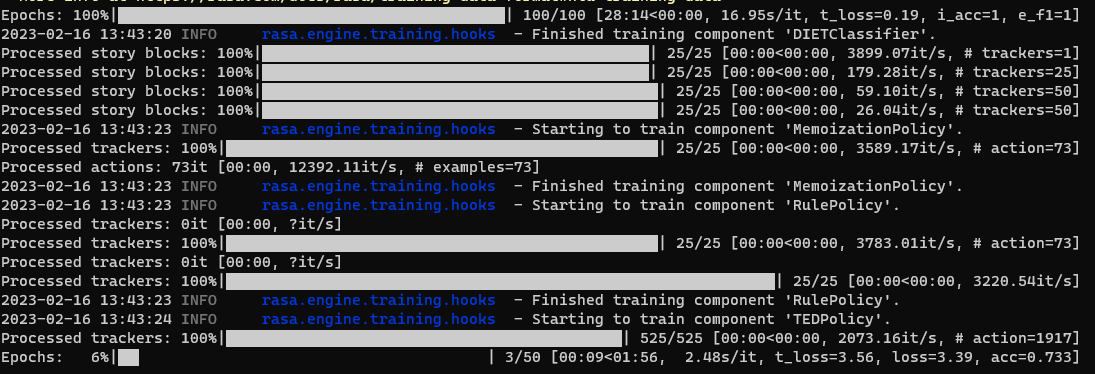 Epochs: 100%| | 100/100 [28:14<00:00, 16.95s/it, t_loss=0.19, i_acc=1, e_f1=1]
2023-02-16 13:43:20 INFO rasa.engine.training.hooks - Finished training component 'DIETClassifier'.
Processed story blocks: 100%| | 25/25 [00:00<00:00, 3899.07it/s, # trackers=1]
Processed story blocks: 100%| | 25/25 [00:00<00:00, 179.28it/s, # trackers=25]
Processed story blocks: 100%| | 25/25 [00:00<00:00, 59.10it/s, # trackers=50]
Processed story blocks: 100%| | 25/25 [00:00<00:00, 26.04it/s, # trackers=50]
2023-02-16 13:43:23 INFO rasa.engine.training.hooks - Starting to train component 'MemoizationPolicy'.
Processed trackers: 100%| | 25/25 [00:00<00:00, 3589.17it/s, # action=73]
Processed actions: 73it [00:00, 12392.11it/s, # examples=73]
2023-02-16 13:43:23 INFO rasa.engine.training.hooks - Finished training component 'MemoizationPolicy'.
2023-02-16 13:43:23 INFO rasa.engine.training.hooks - Starting to train component 'RulePolicy'.
Processed trackers: 0it [00:00, ?it/s]
Processed trackers: 100%| | 25/25 [00:00<00:00, 3783.01it/s, # action=73]
Processed trackers: 0it [00:00, ?it/s]
Processed trackers: 100%| | 25/25 [00:00<00:00, 3220.54it/s]
2023-02-16 13:43:23 INFO rasa.engine.training.hooks - Finished training component 'RulePolicy'.
2023-02-16 13:43:24 INFO rasa.engine.training.hooks - Starting to train component 'TEDPolicy'.
Processed trackers: 100%| | 525/525 [00:00<00:00, 2073.16it/s, # action=1917]
Epochs: 6%| | 3/50 [00:09<01:56, 2.48s/it, t_loss=3.56, loss=3.39, acc=0.733]